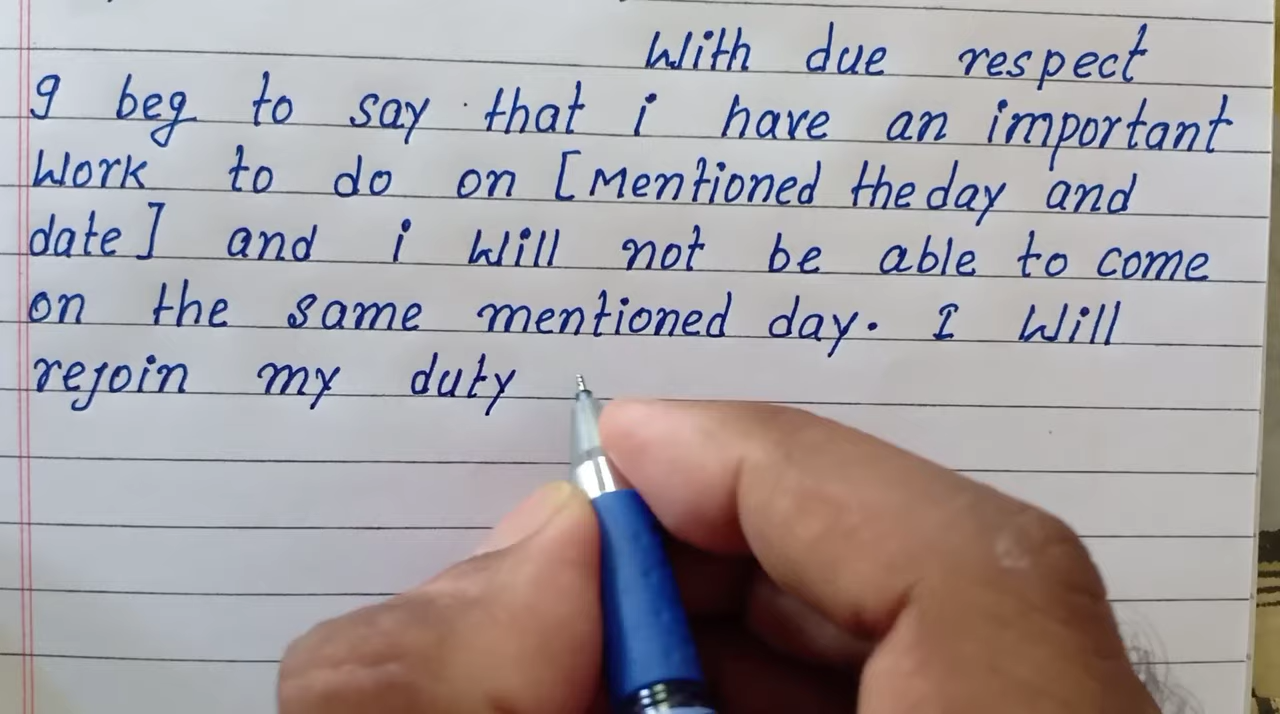 With due respect
I beg to say that i have an important
work to do on [Mentioned the day and
date] and i will not be able to come
on the same mentioned day. I will
rejoin my duty